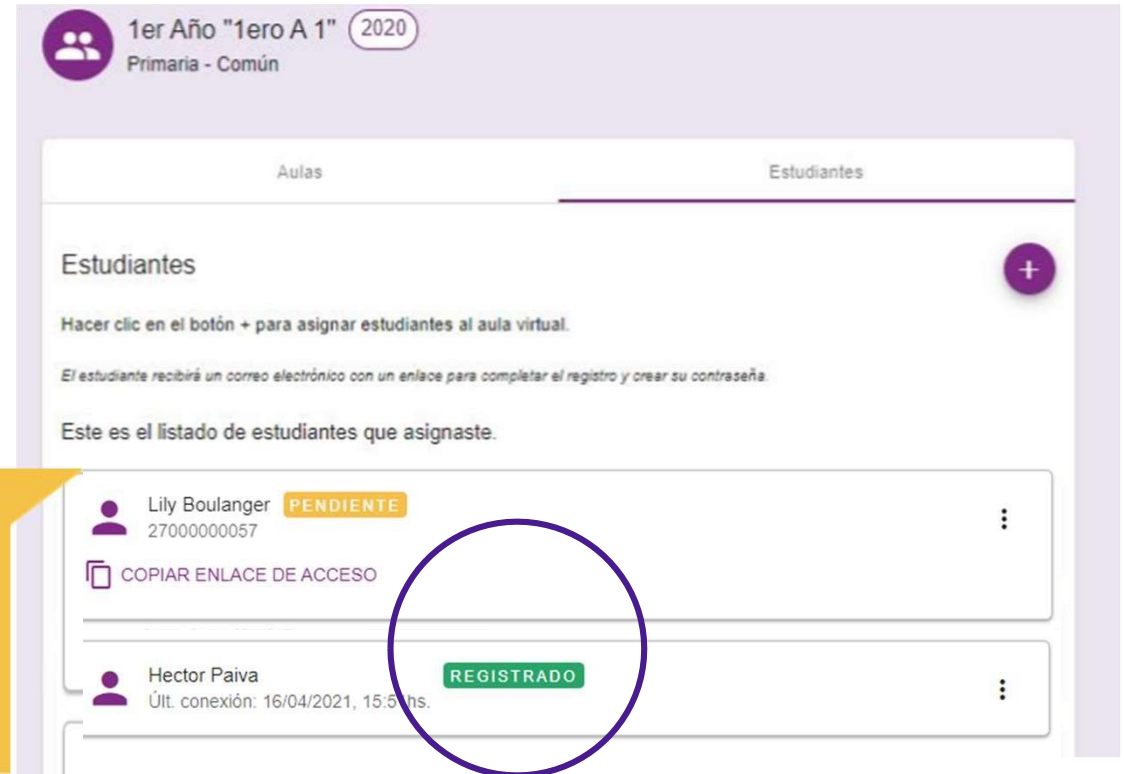 1er Año "1ero A 1" 2020
Primaria - Común
Aulas Estudiantes
Estudiantes
+
Hacer clic en el botón + para asignar estudiantes al aula virtual.
El estudiante recibirá un correo electrónico con un enlace para completar el registro y crear su contraseña.
Este es el listado de estudiantes que asignaste.
Lily Boulanger PENDIENTE
27000000057
COPIAR ENLACE DE ACCESO
Hector Paiva REGISTRADO
Últ. conexión: 16/04/2021, hs.